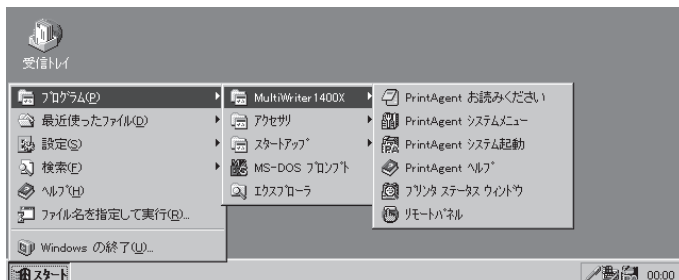 受信トレイ
プログラム(P)
最近使ったファイル(D)
設定(S)
検索(F)
ヘルプ(H)
ファイル名を指定して実行(R)...
Windows の終了(U)...
MultiWriter1400X
アクセサリ
スタートアップ
MS-DOS プロンプト
エクスプローラ
PrintAgent お読みください
PrintAgent システムメニュー
PrintAgent システム起動
PrintAgent ヘルプ
プリンタ ステータス ウィンドウ
リモートパネル
スタート
00:00